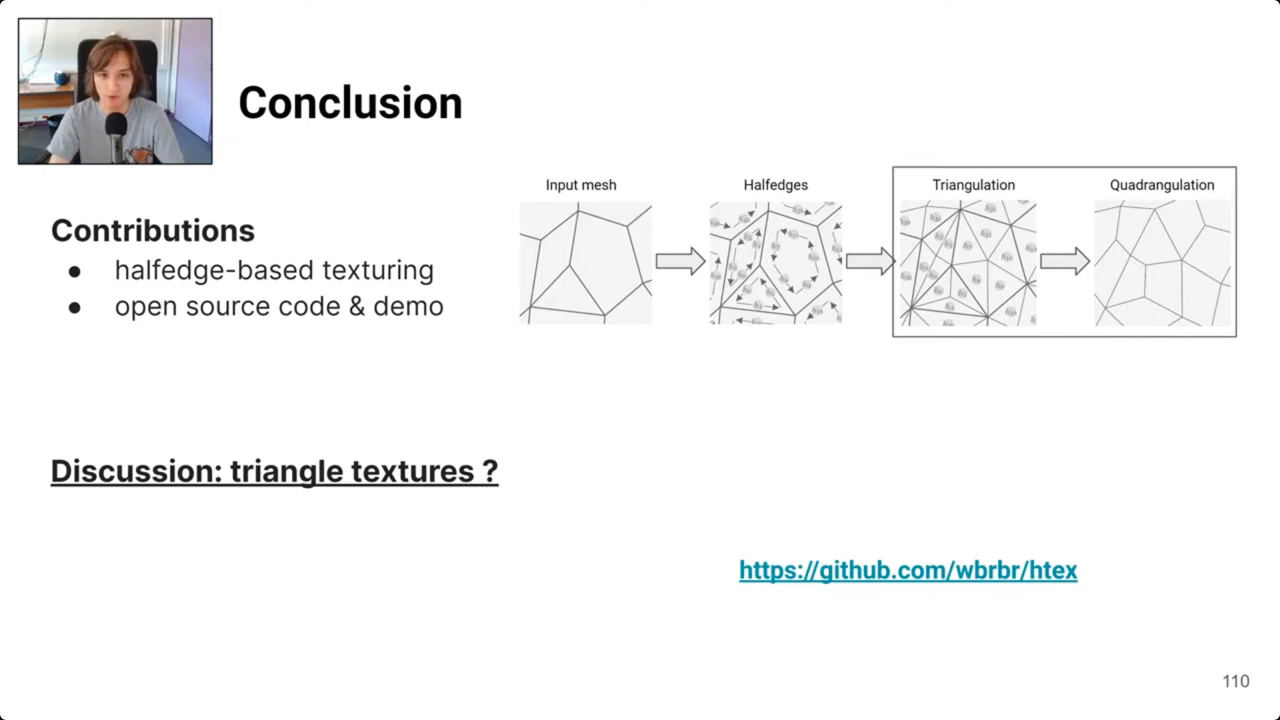 Conclusion
Input mesh
Halfedges
Triangulation
Quadrangulation
Contributions
● halfedge-based texturing
● open source code & demo
Discussion: triangle textures ?
https://github.com/wbrbr/htex
110